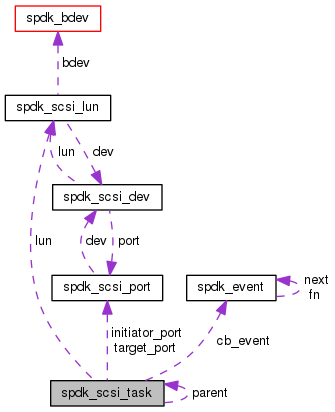 spdk_bdev
bdev
spdk_scsi_lun
lun
dev
spdk_scsi_dev
lun
dev
port
spdk_scsi_port
spdk_event
next
fn
initiator_port
target_port
cb_event
spdk_scsi_task
parent